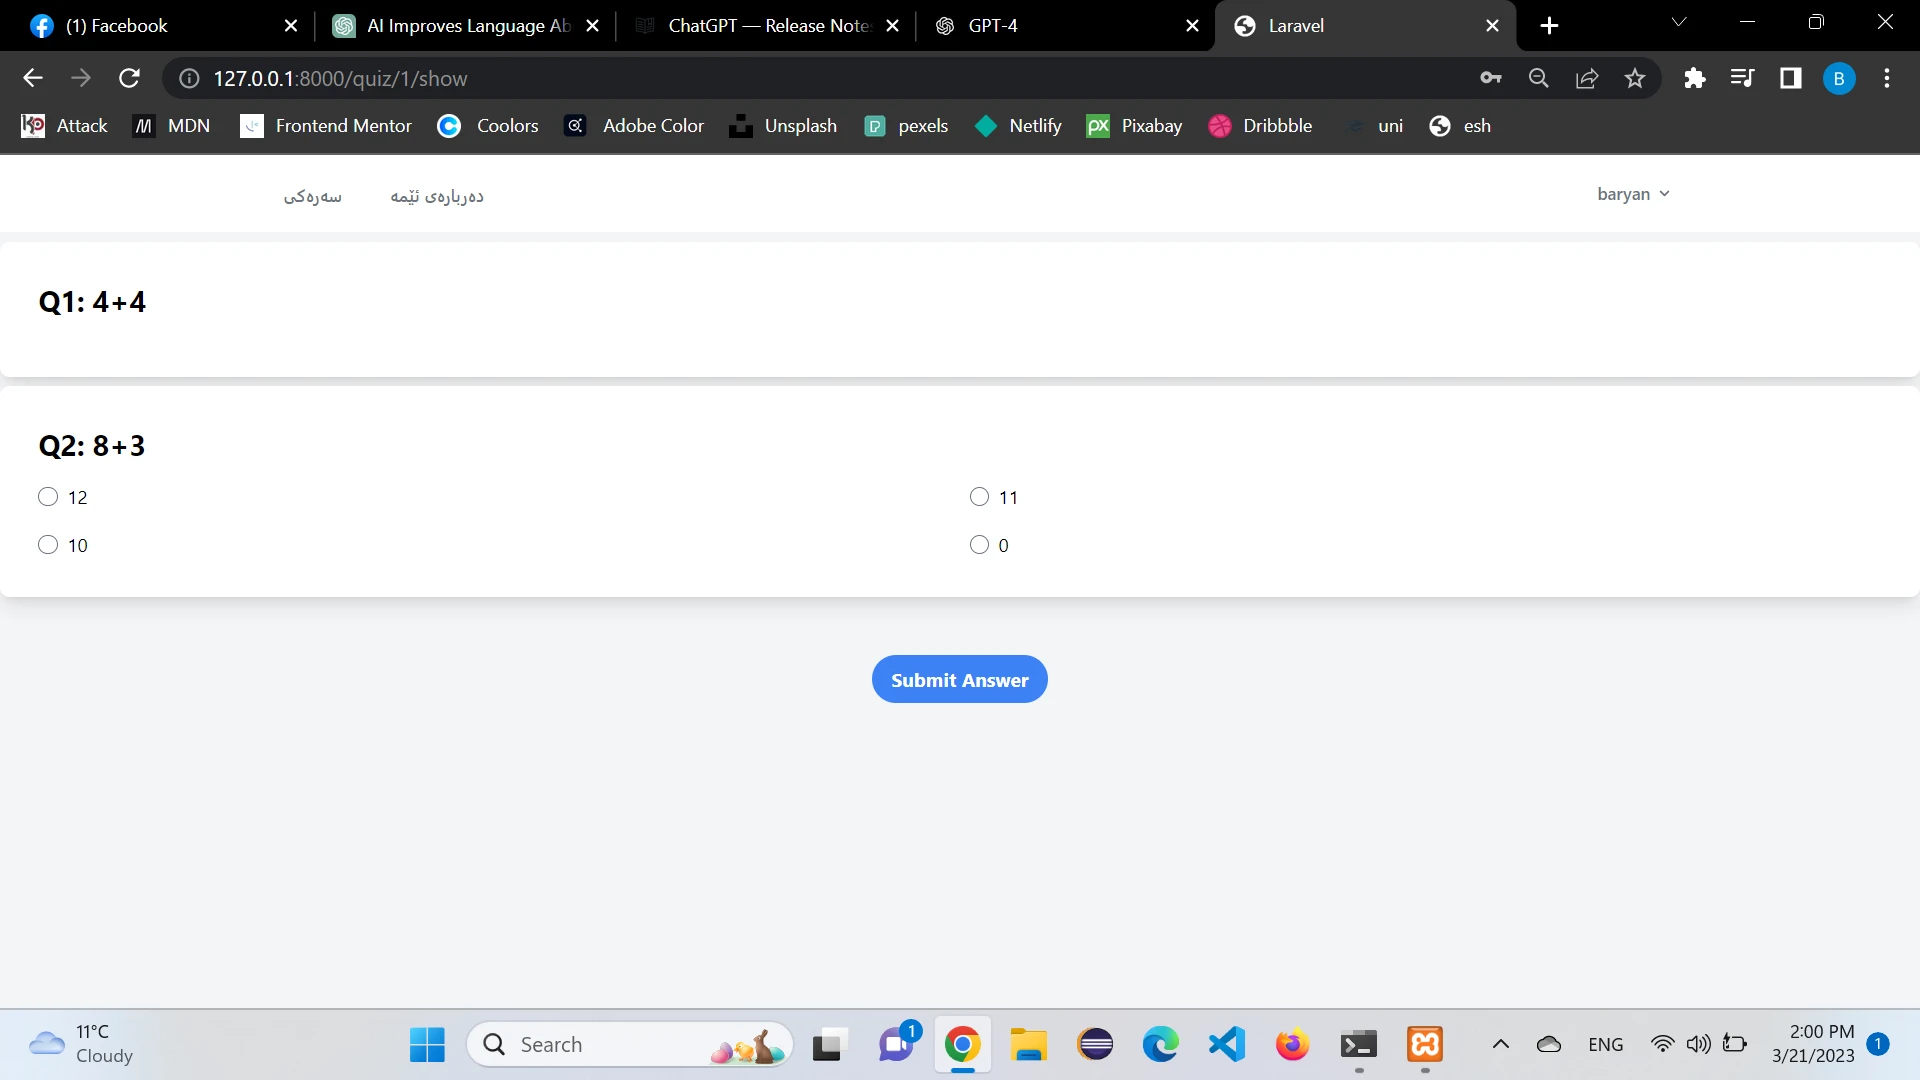 (1) Facebook
AI Improves Language Ab
ChatGPT — Release Note
GPT-4
Laravel
127.0.0.1:8000/quiz/1/show
B
Attack
MDN
Frontend Mentor
Coolors
Adobe Color
Unsplash
pexels
Netlify
Pixabay
Dribbble
uni
esh
سەرەکی
دەربارەی ئێمە
baryan
Q1: 4+4
Q2: 8+3
12
11
10
0
Submit Answer
11°C
Cloudy
Search
1
ENG
2:00 PM
3/21/2023
1